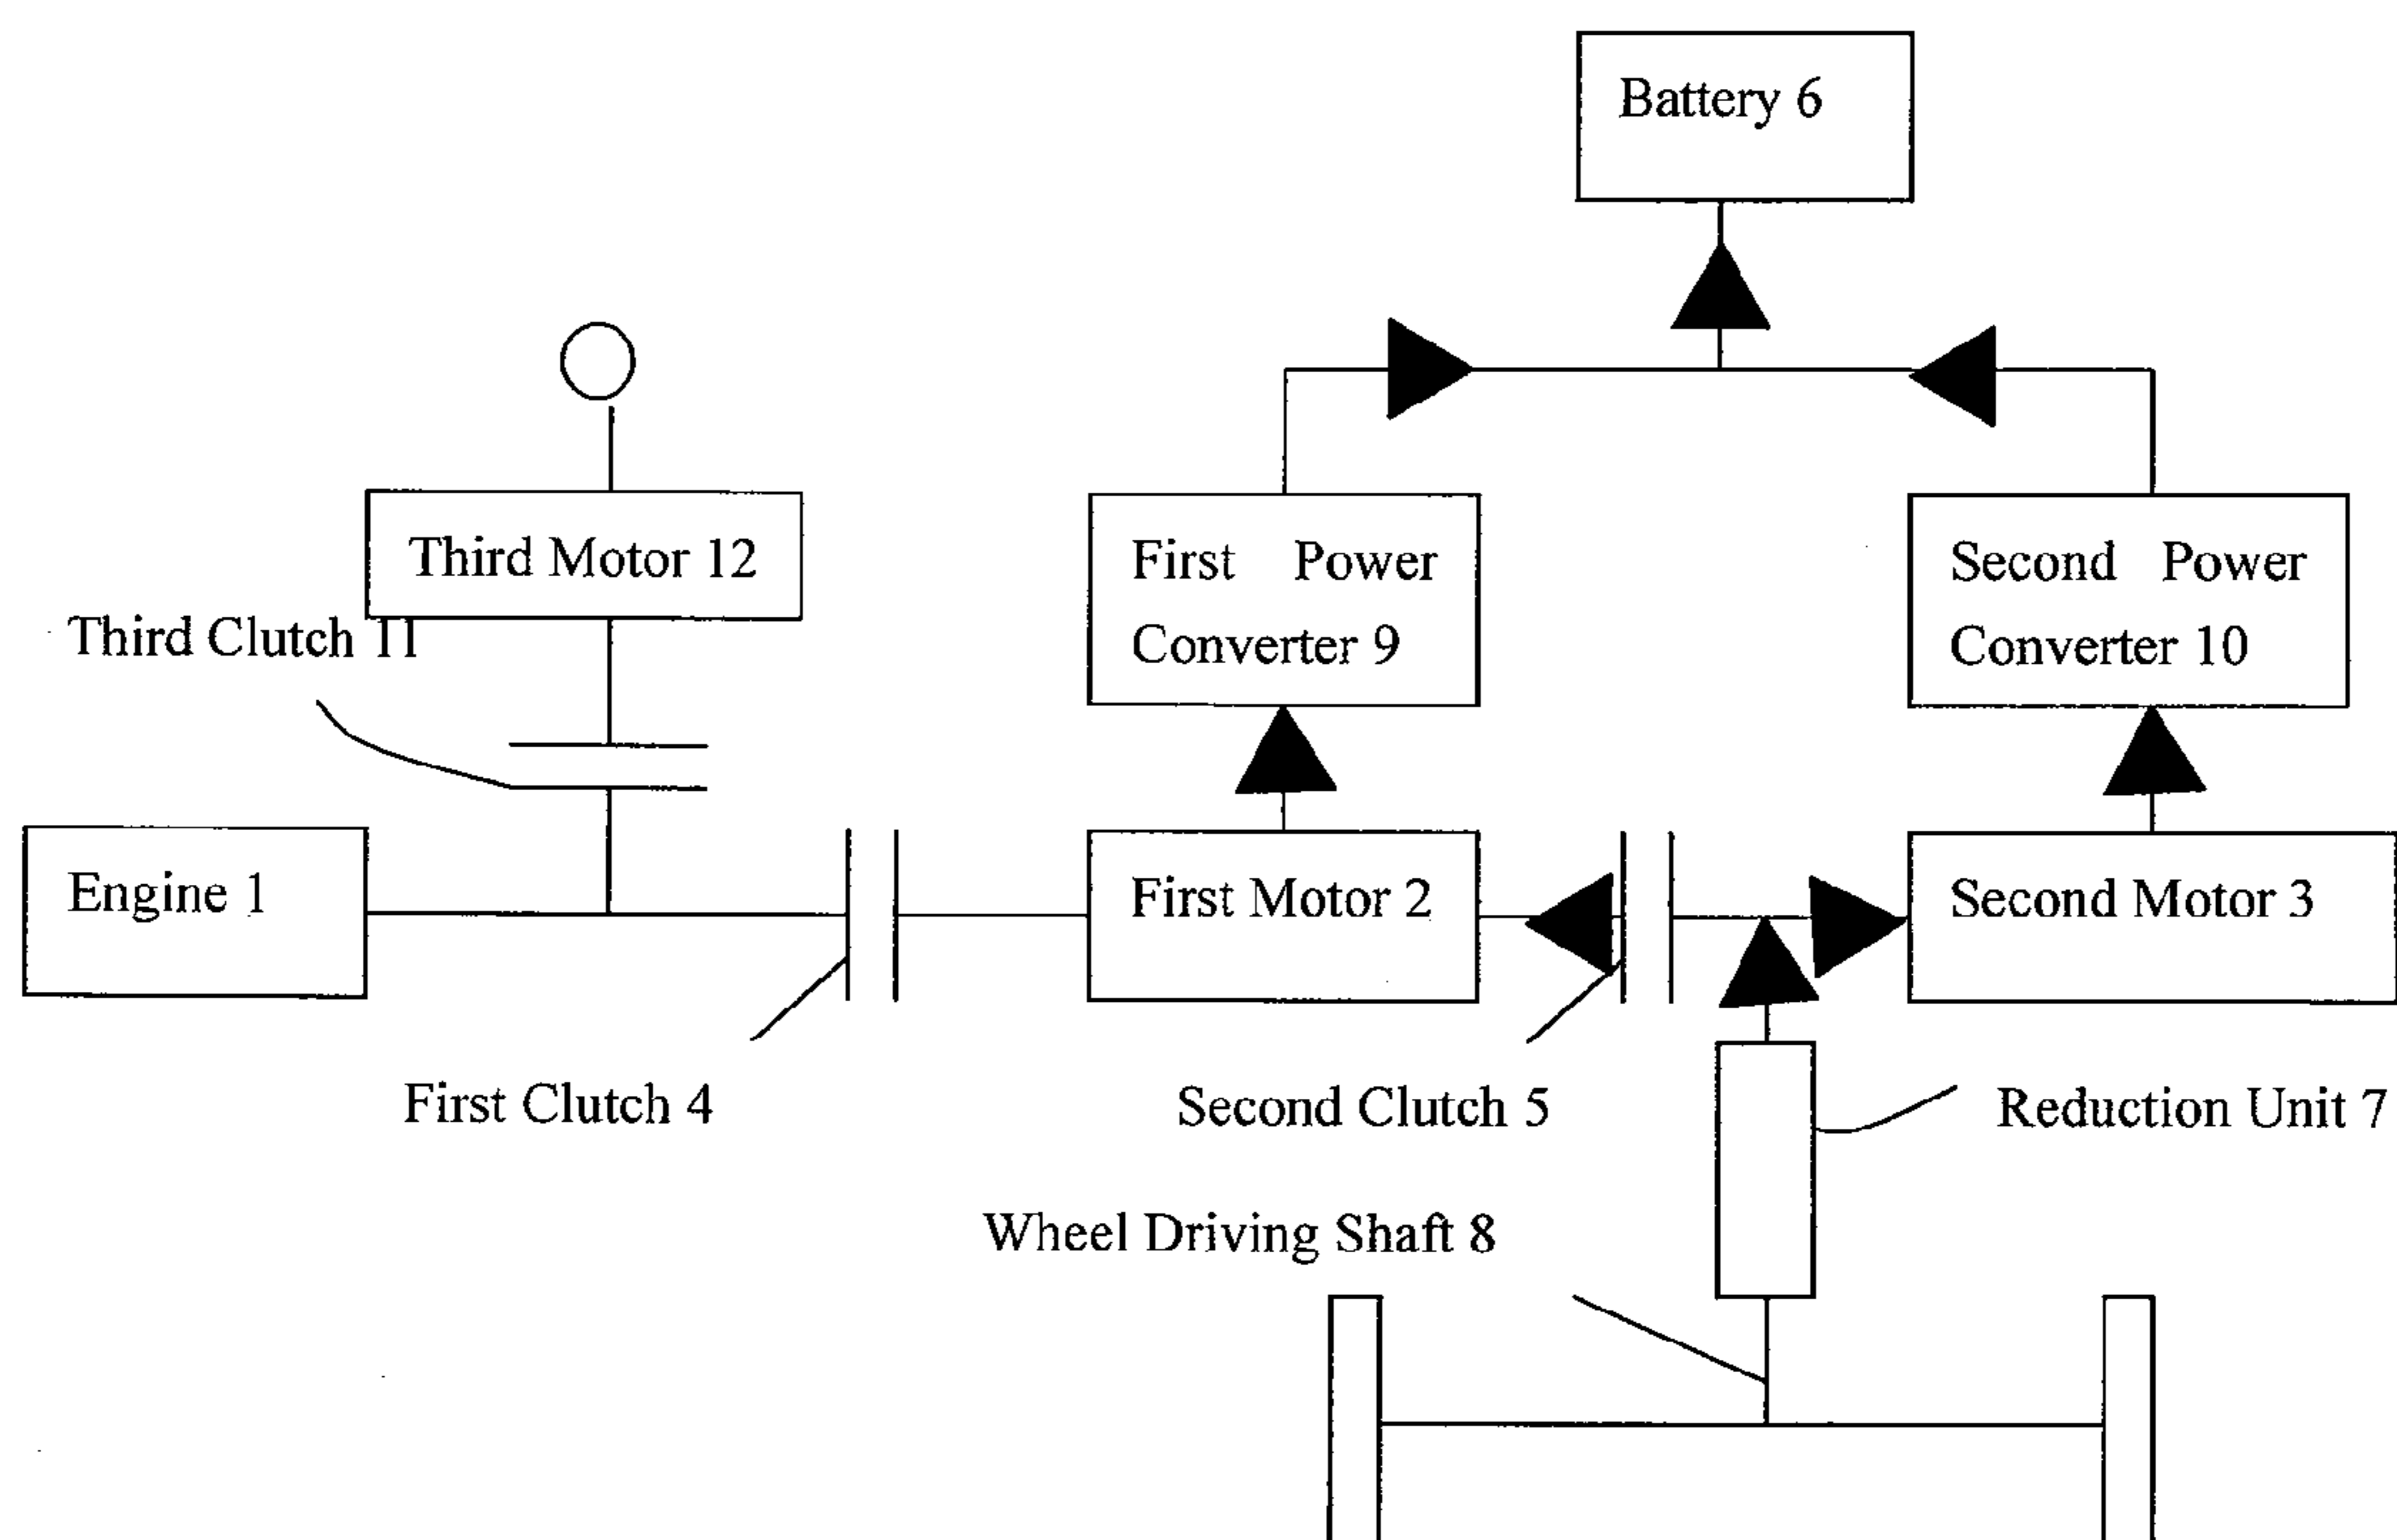 Battery 6
Third Motor 12
First Power
Converter 9
Second Power
Converter 10
Third Clutch 11
Engine 1
First Motor 2
Second Motor 3
First Clutch 4
Second Clutch 5
Reduction Unit 7
Wheel Driving Shaft 8